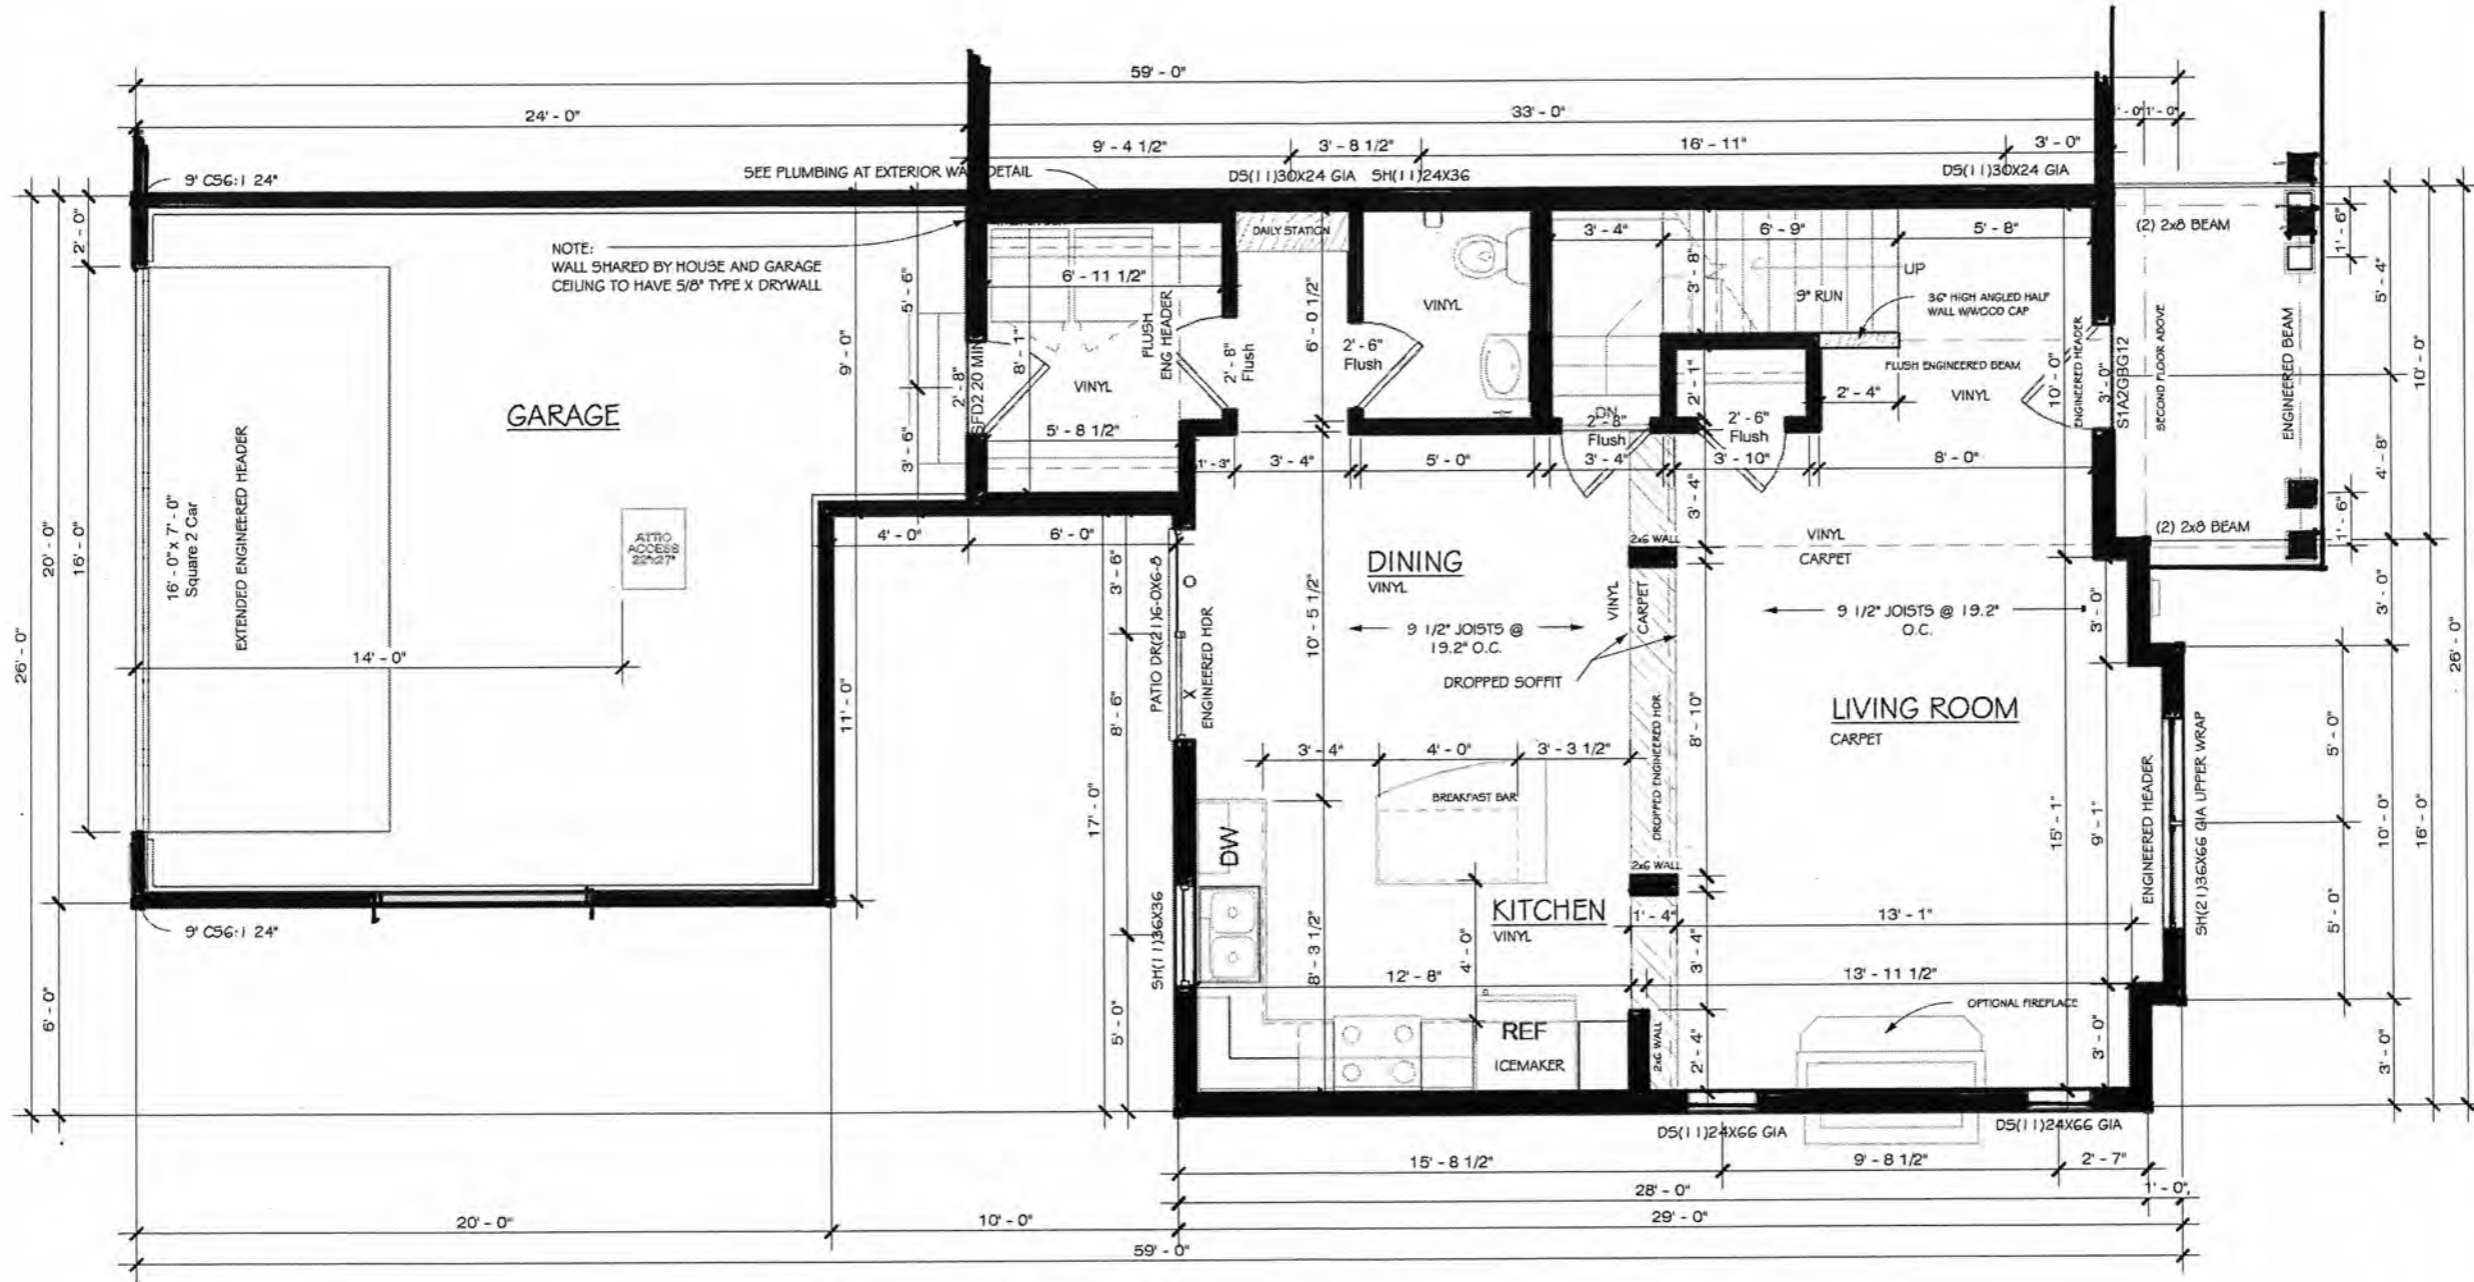 59' - 0"
24' - 0"
33' - 0"
1' - 0"
9' - 4 1/2"
3' - 8 1/2"
16' - 11"
3' - 0"
SEE PLUMBING AT EXTERIOR WALL DETAIL
DS(11)30X24 GIA
SH(11)24X36
DS(11)30X24 GIA
9' CS6:1 24"
2' - 0"
NOTE:
WALL SHARED BY HOUSE AND GARAGE
CEILING TO HAVE 5/8" TYPE X DRYWALL
5' - 6"
9' - 0"
DAILY STATION
6' - 11 1/2"
3' - 4"
6' - 9"
5' - 8"
3' - 8"
UP
9" RUN
36" HIGH ANGLED HALF
WALL W/WOOD CAP
(2) 2x8 BEAM
1' - 6"
5' - 4"
FLUSH
ENG HEADER
6' - 0 1/2"
VINYL
2' - 8"
Flush
2' - 6"
Flush
2' - 8"
SFD2 20 MIN
8' - 1"
VINYL
5' - 8 1/2"
3' - 6"
2' - 1"
FLUSH ENGINEERED BEAM
VINYL
2' - 4"
10' - 0"
ENGINEERED HEADER
3' - 0"
S1A2GBG12
SECOND FLOOR ABOVE
ENGINEERED BEAM
10' - 0"
26' - 0"
DN
2' - 8"
Flush
2' - 6"
Flush
1' - 3"
3' - 4"
5' - 0"
3' - 4"
3' - 10"
8' - 0"
4' - 8"
1' - 6"
(2) 2x8 BEAM
GARAGE
EXTENDED ENGINEERED HEADER
16' - 0" x 7' - 0"
Square 2 Car
16' - 0"
20' - 0"
26' - 0"
ATTIC
ACCESS
22"x27"
14' - 0"
11' - 0"
4' - 0"
6' - 0"
3' - 6"
8' - 6"
17' - 0"
5' - 0"
PATIO DR(21)6-0X6-8
O
X
ENGINEERED HDR
DINING
VINYL
10' - 5 1/2"
9 1/2" JOISTS @
19.2" O.C.
DROPPED SOFFIT
3' - 4"
2x6 WALL
VINYL
CARPET
DROPPED ENGINEERED HDR
8' - 10"
VINYL
CARPET
9 1/2" JOISTS @ 19.2"
O.C.
3' - 0"
3' - 0"
LIVING ROOM
CARPET
15' - 1"
9' - 1"
ENGINEERED HEADER
SH(21)36X66 GIA UPPER WRAP
5' - 0"
5' - 0"
10' - 0"
16' - 0"
3' - 4"
4' - 0"
3' - 3 1/2"
BREAKFAST BAR
DW
2x6 WALL
KITCHEN
VINYL
1' - 4"
13' - 1"
SH(11)36X36
8' - 3 1/2"
4' - 0"
3' - 4"
12' - 8"
13' - 11 1/2"
OPTIONAL FIREPLACE
REF
ICEMAKER
2x6 WALL
2' - 4"
3' - 0"
3' - 0"
9' CS6:1 24"
6' - 0"
DS(11)24X66 GIA
DS(11)24X66 GIA
15' - 8 1/2"
9' - 8 1/2"
2' - 7"
28' - 0"
1' - 0"
20' - 0"
10' - 0"
29' - 0"
59' - 0"